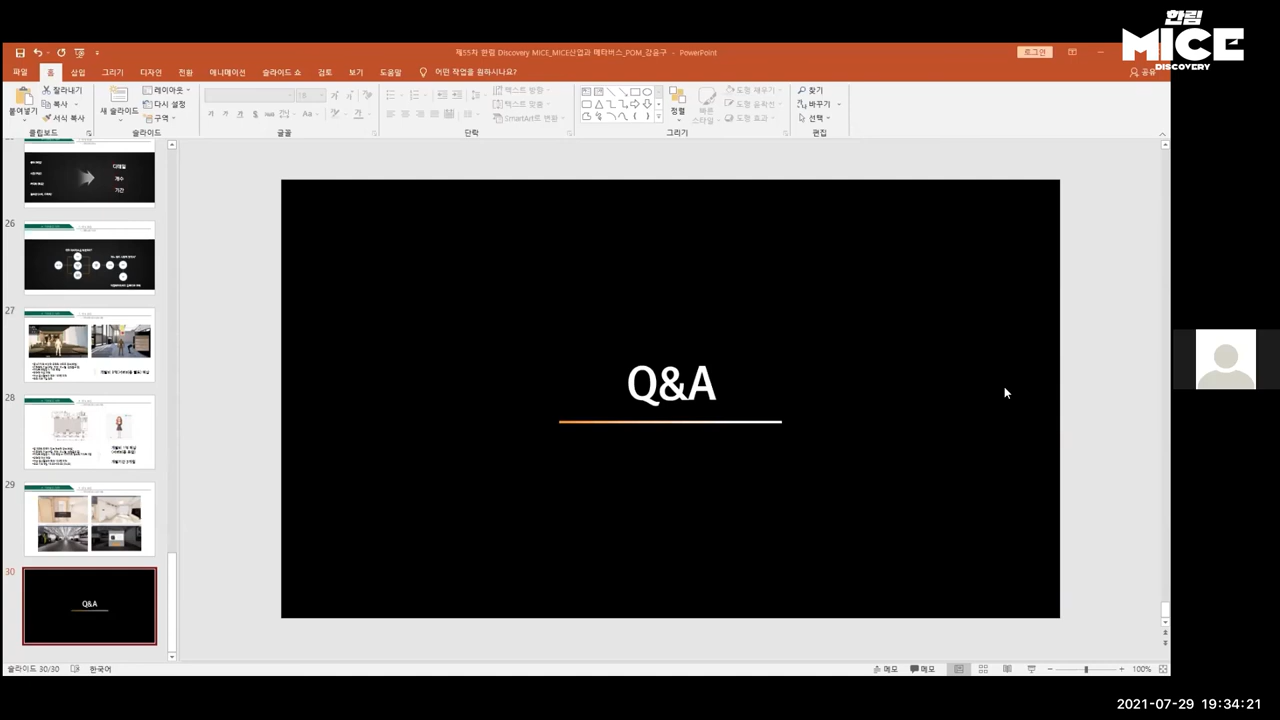 한림
MICE
DISCOVERY
제55차 한림 Discovery MICE_MICE산업과 메타버스_POM_강윤구 - PowerPoint
로그인
파일 홈 삽입 그리기 디자인 전환 애니메이션 슬라이드 쇼 검토 보기 도움말 어떤 작업을 원하시나요?
공유
붙여넣기
잘라내기
복사
서식 복사
클립보드
새 슬라이드
레이아웃
다시 설정
구역
슬라이드
18
글꼴
텍스트 방향
텍스트 맞춤
SmartArt로 변환
단락
정렬
빠른 스타일
도형 채우기
도형 윤곽선
도형 효과
그리기
찾기
바꾸기
선택
편집
디테일
개수
기간
26
27
28
29
30
Q&A
Q&A
슬라이드 30/30 한국어
메모 메모
100%
2021-07-29 19:34:21